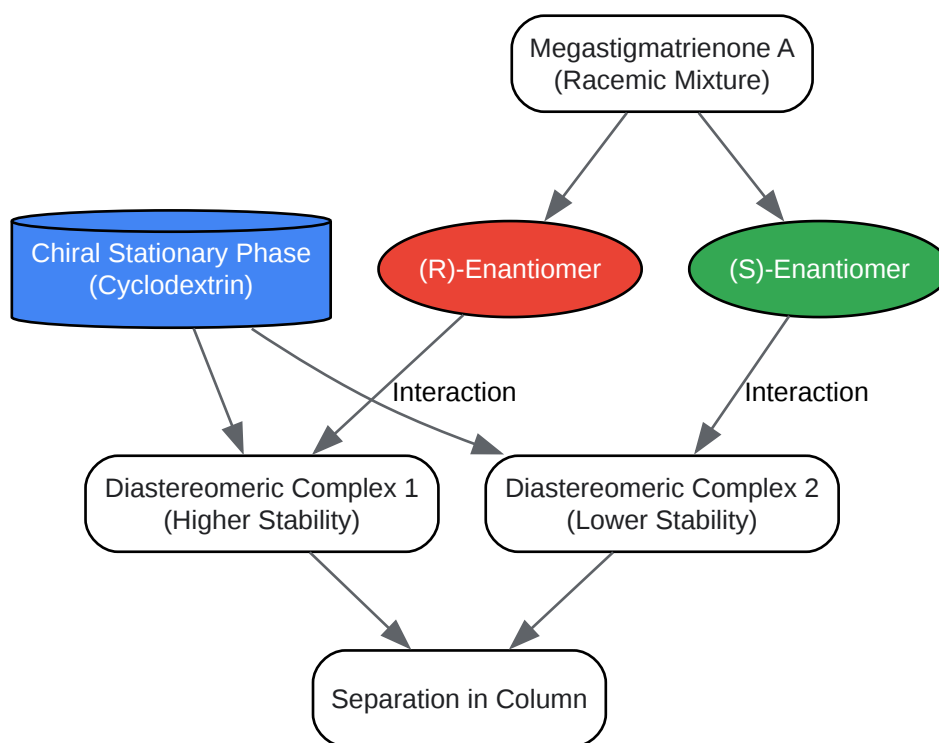 Megastigmatrienone A
(Racemic Mixture)
Chiral Stationary Phase
(Cyclodextrin)
(R)-Enantiomer
(S)-Enantiomer
Interaction
Interaction
Diastereomeric Complex 1
(Higher Stability)
Diastereomeric Complex 2
(Lower Stability)
Separation in Column